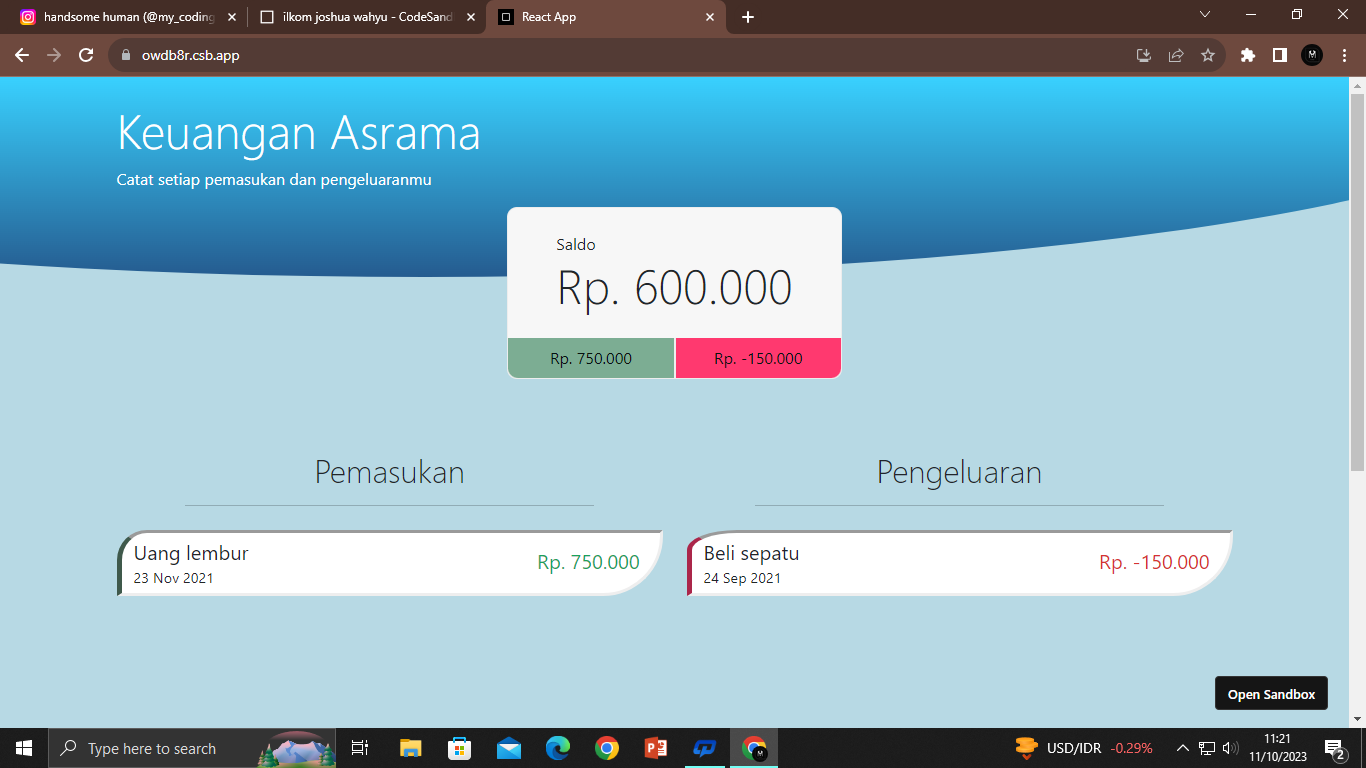 handsome human (@my_coding
ilkom joshua wahyu - CodeSand
React App
owdb8r.csb.app
Keuangan Asrama
Catat setiap pemasukan dan pengeluaranmu
Saldo
Rp. 600.000
Rp. 750.000
Rp. -150.000
Pemasukan
Pengeluaran
Uang lembur
Rp. 750.000
23 Nov 2021
Beli sepatu
Rp. -150.000
24 Sep 2021
Open Sandbox
Type here to search
USD/IDR -0.29%
11:21
11/10/2023
2